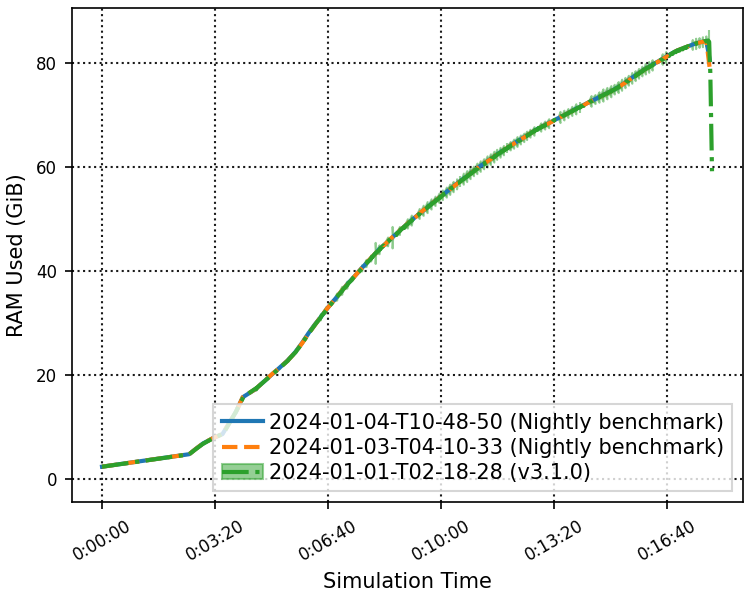 RAM Used (GiB)
80
60
40
20
0
2024-01-04-T10-48-50 (Nightly benchmark)
2024-01-03-T04-10-33 (Nightly benchmark)
2024-01-01-T02-18-28 (v3.1.0)
0:00:00
0:03:20
0:06:40
0:10:00
0:13:20
0:16:40
Simulation Time